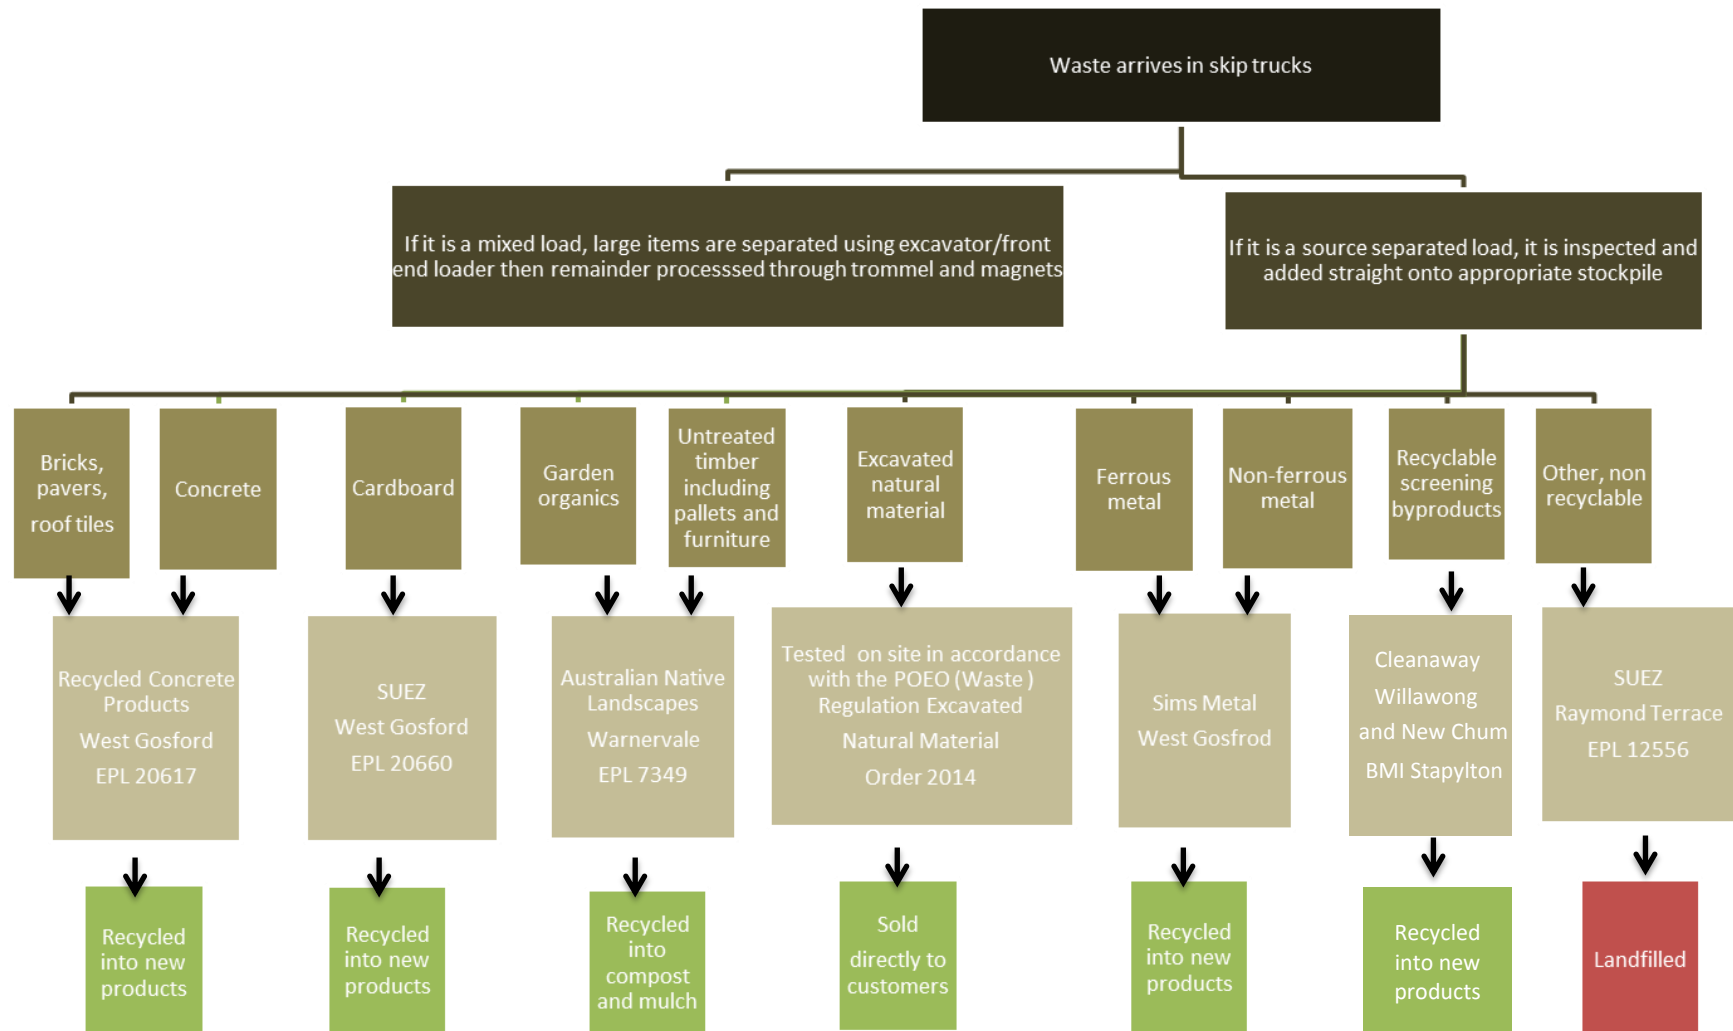 Waste arrives in skip trucks
If it is a mixed load, large items are separated using excavator/front
end loader then remainder processsed through trommel and magnets
If it is a source separated load, it is inspected and
added straight onto appropriate stockpile
Bricks,
pavers,
roof tiles
Concrete
Cardboard
Garden
organics
Untreated
timber
including
pallets and
furniture
Excavated
natural
material
Ferrous
metal
Non-ferrous
metal
Recyclable
screening
byproducts
Other, non
recyclable
Recycled Concrete
Products
West Gosford
EPL 20617
SUEZ
West Gosford
EPL 20660
Australian Native
Landscapes
Warnervale
EPL 7349
Tested on site in accordance
with the POEO (Waste )
Regulation Excavated
Natural Material
Order 2014
Sims Metal
West Gosfrod
Cleanaway
Willawong
and New Chum
BMI Stapylton
SUEZ
Raymond Terrace
EPL 12556
Recycled
into new
products
Recycled
into new
products
Recycled
into
compost
and mulch
Sold
directly to
customers
Recycled
into new
products
Recycled
into new
products
Landfilled